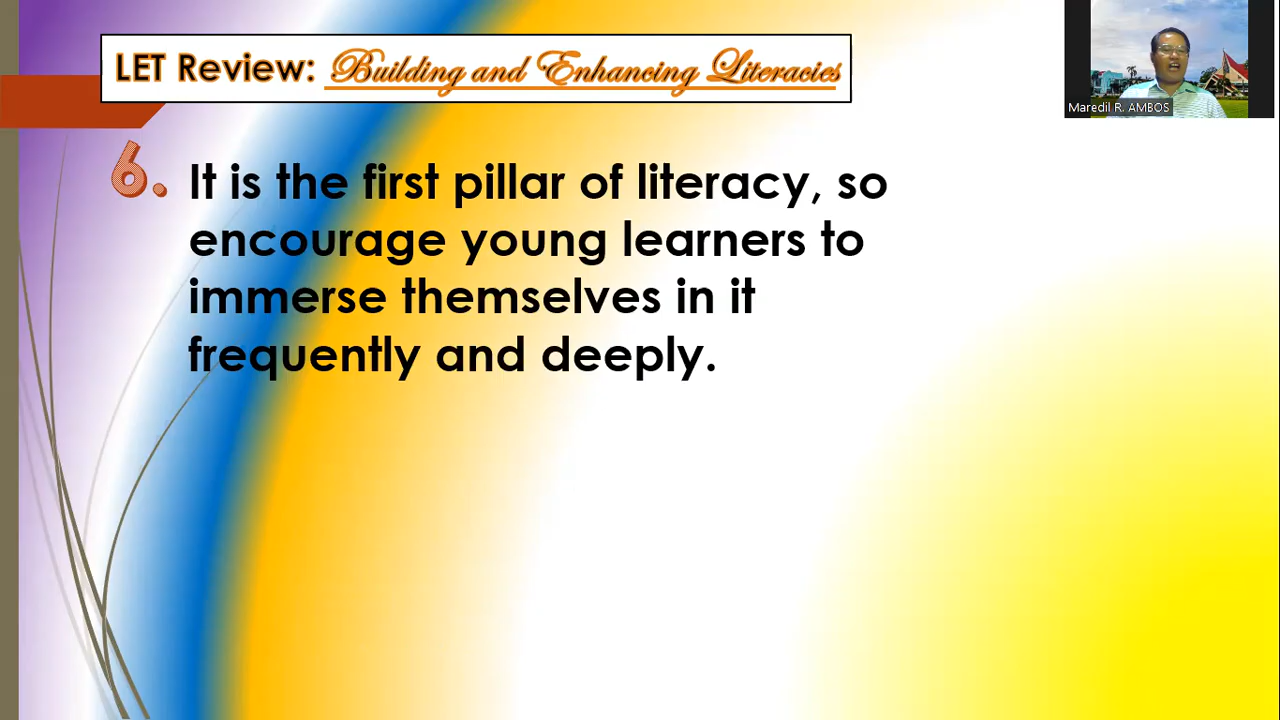 LET Review: Building and Enhancing Literacies
Maredil R. AMBOS
6. It is the first pillar of literacy, so
encourage young learners to
immerse themselves in it
frequently and deeply.